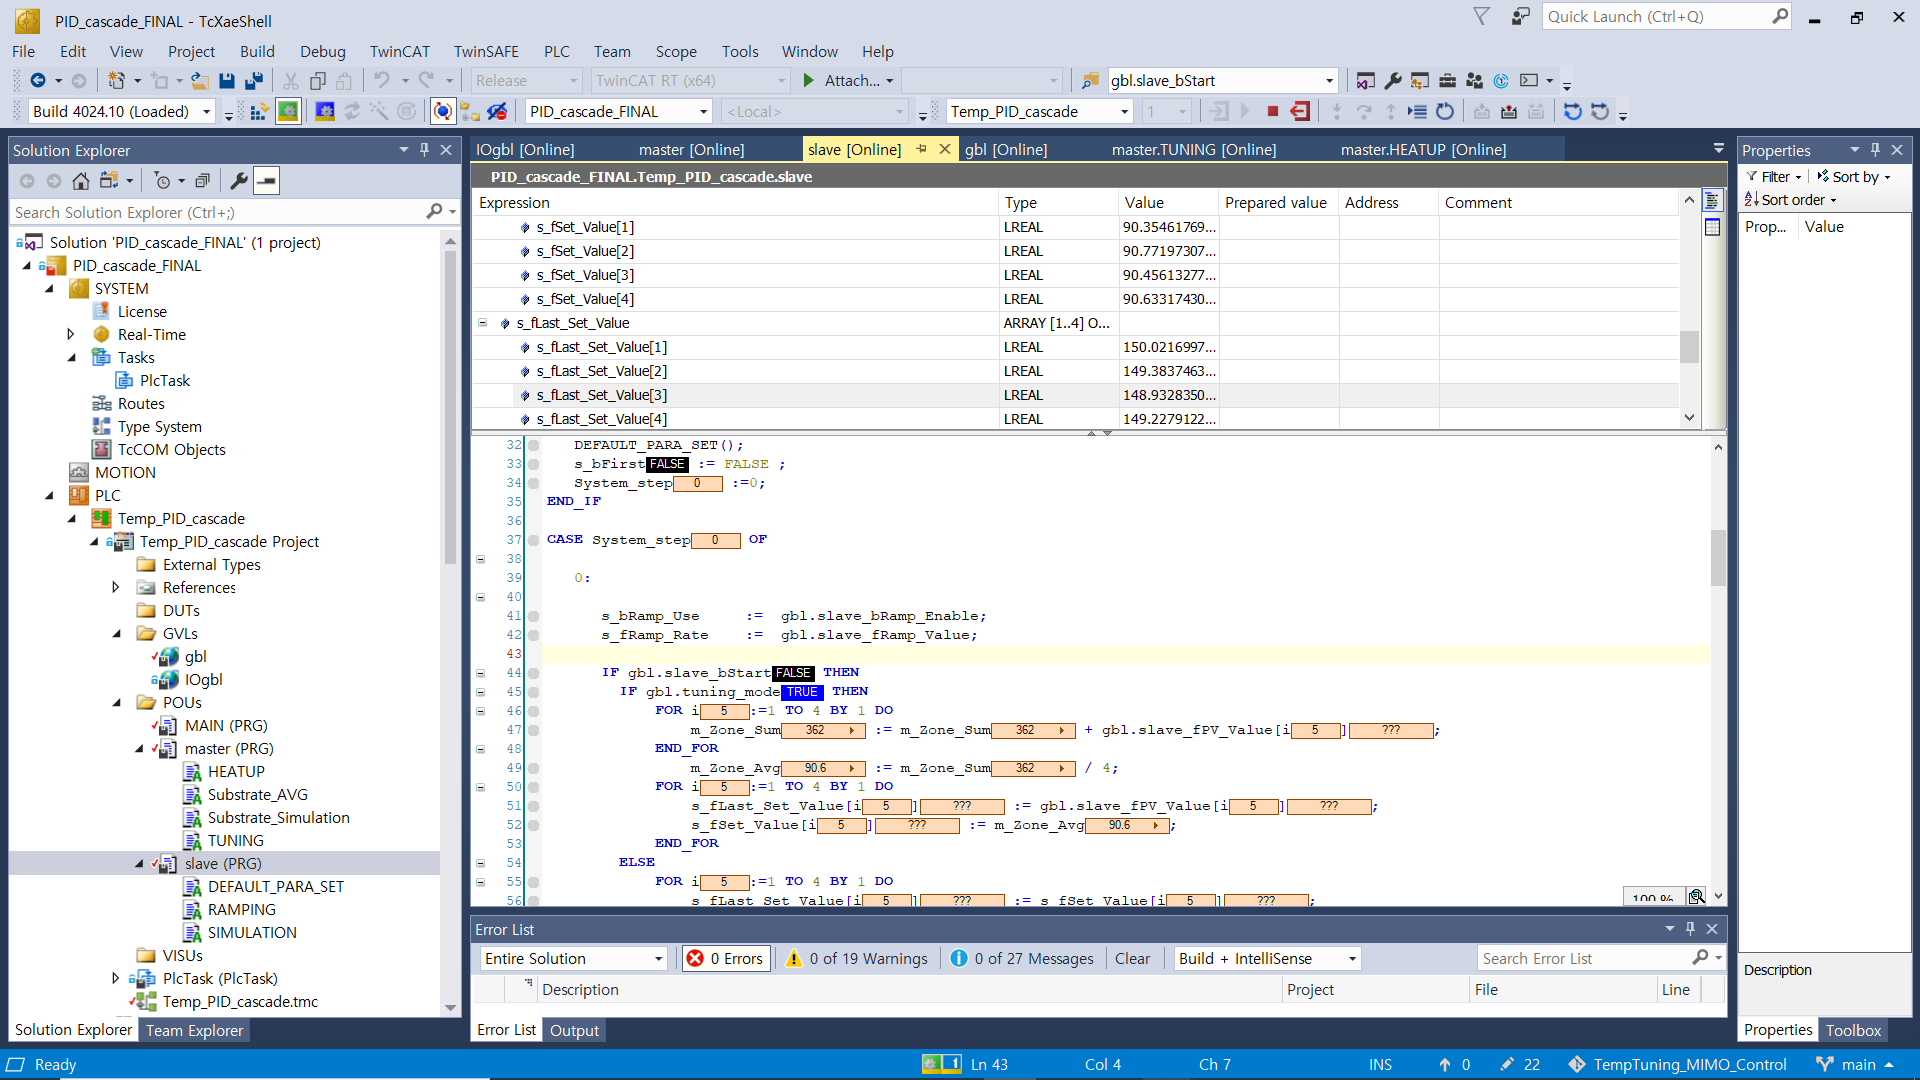 PID_cascade_FINAL - TcXaeShell
Quick Launch (Ctrl+Q)
File Edit View Project Build Debug TwinCAT TwinSAFE PLC Team Scope Tools Window Help
Release TwinCAT RT (x64) Attach... gbl.slave_bStart
Build 4024.10 (Loaded) PID_cascade_FINAL <Local> Temp_PID_cascade 1
Solution Explorer
Search Solution Explorer (Ctrl+;)
Solution 'PID_cascade_FINAL' (1 project)
PID_cascade_FINAL
SYSTEM
License
Real-Time
Tasks
PlcTask
Routes
Type System
TcCOM Objects
MOTION
PLC
Temp_PID_cascade
Temp_PID_cascade Project
External Types
References
DUTs
GVLs
gbl
IOgbl
POUs
MAIN (PRG)
master (PRG)
HEATUP
Substrate_AVG
Substrate_Simulation
TUNING
slave (PRG)
DEFAULT_PARA_SET
RAMPING
SIMULATION
VISUs
PlcTask (PlcTask)
Temp_PID_cascade.tmc
Solution Explorer Team Explorer
IOgbl [Online] master [Online] slave [Online] gbl [Online] master.TUNING [Online] master.HEATUP [Online]
PID_cascade_FINAL.Temp_PID_cascade.slave
Expression Type Value Prepared value Address Comment
s_fSet_Value[1] LREAL 90.35461769...
s_fSet_Value[2] LREAL 90.77197307...
s_fSet_Value[3] LREAL 90.45613277...
s_fSet_Value[4] LREAL 90.63317430...
s_fLast_Set_Value ARRAY [1..4] O...
s_fLast_Set_Value[1] LREAL 150.0216997...
s_fLast_Set_Value[2] LREAL 149.3837463...
s_fLast_Set_Value[3] LREAL 148.9328350...
s_fLast_Set_Value[4] LREAL 149.2279122...
32 DEFAULT_PARA_SET();
33 s_bFirst FALSE := FALSE ;
34 System_step 0 :=0;
35 END_IF
36
37 CASE System_step 0 OF
38
39 0:
40
41 s_bRamp_Use := gbl.slave_bRamp_Enable;
42 s_fRamp_Rate := gbl.slave_fRamp_Value;
43
44 IF gbl.slave_bStart FALSE THEN
45 IF gbl.tuning_mode TRUE THEN
46 FOR i 5 :=1 TO 4 BY 1 DO
47 m_Zone_Sum 362 := m_Zone_Sum 362 + gbl.slave_fPV_Value[i 5 ] ??? ;
48 END_FOR
49 m_Zone_Avg 90.6 := m_Zone_Sum 362 / 4;
50 FOR i 5 :=1 TO 4 BY 1 DO
51 s_fLast_Set_Value[i 5 ] ??? := gbl.slave_fPV_Value[i 5 ] ??? ;
52 s_fSet_Value[i 5 ] ??? := m_Zone_Avg 90.6 ;
53 END_FOR
54 ELSE
55 FOR i 5 :=1 TO 4 BY 1 DO
56 s_fLast_Set_Value[i 5 ] ??? := s_fSet_Value[i 5 ] ??? ;
100 %
Error List
Entire Solution 0 Errors 0 of 19 Warnings 0 of 27 Messages Clear Build + IntelliSense Search Error List
Description Project File Line
Error List Output
Properties
Filter Sort by
Sort order
Prop... Value
Description
Properties Toolbox
Ready 1 Ln 43 Col 4 Ch 7 INS 0 22 TempTuning_MIMO_Control main